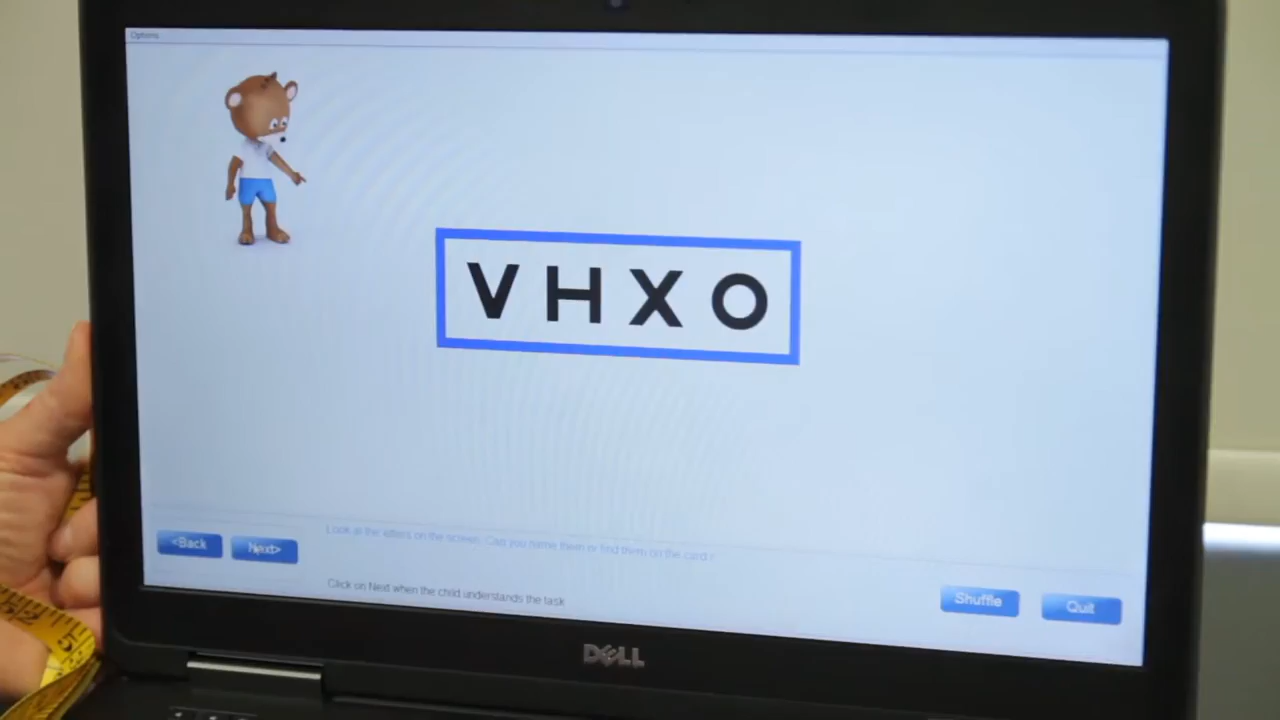 Options
V H X O
<Back
Next>
Look at the letters on the screen. Can you name them or find them on the card?
Click on Next when the child understands the task
Shuffle
Quit
DELL